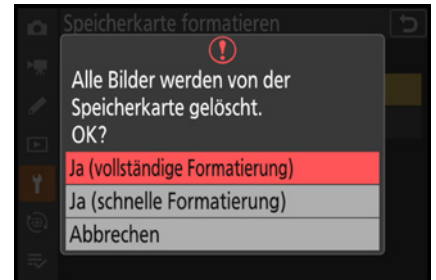 Speicherkarte formatieren
Alle Bilder werden von der
Speicherkarte gelöscht.
OK?
Ja (vollständige Formatierung)
Ja (schnelle Formatierung)
Abbrechen